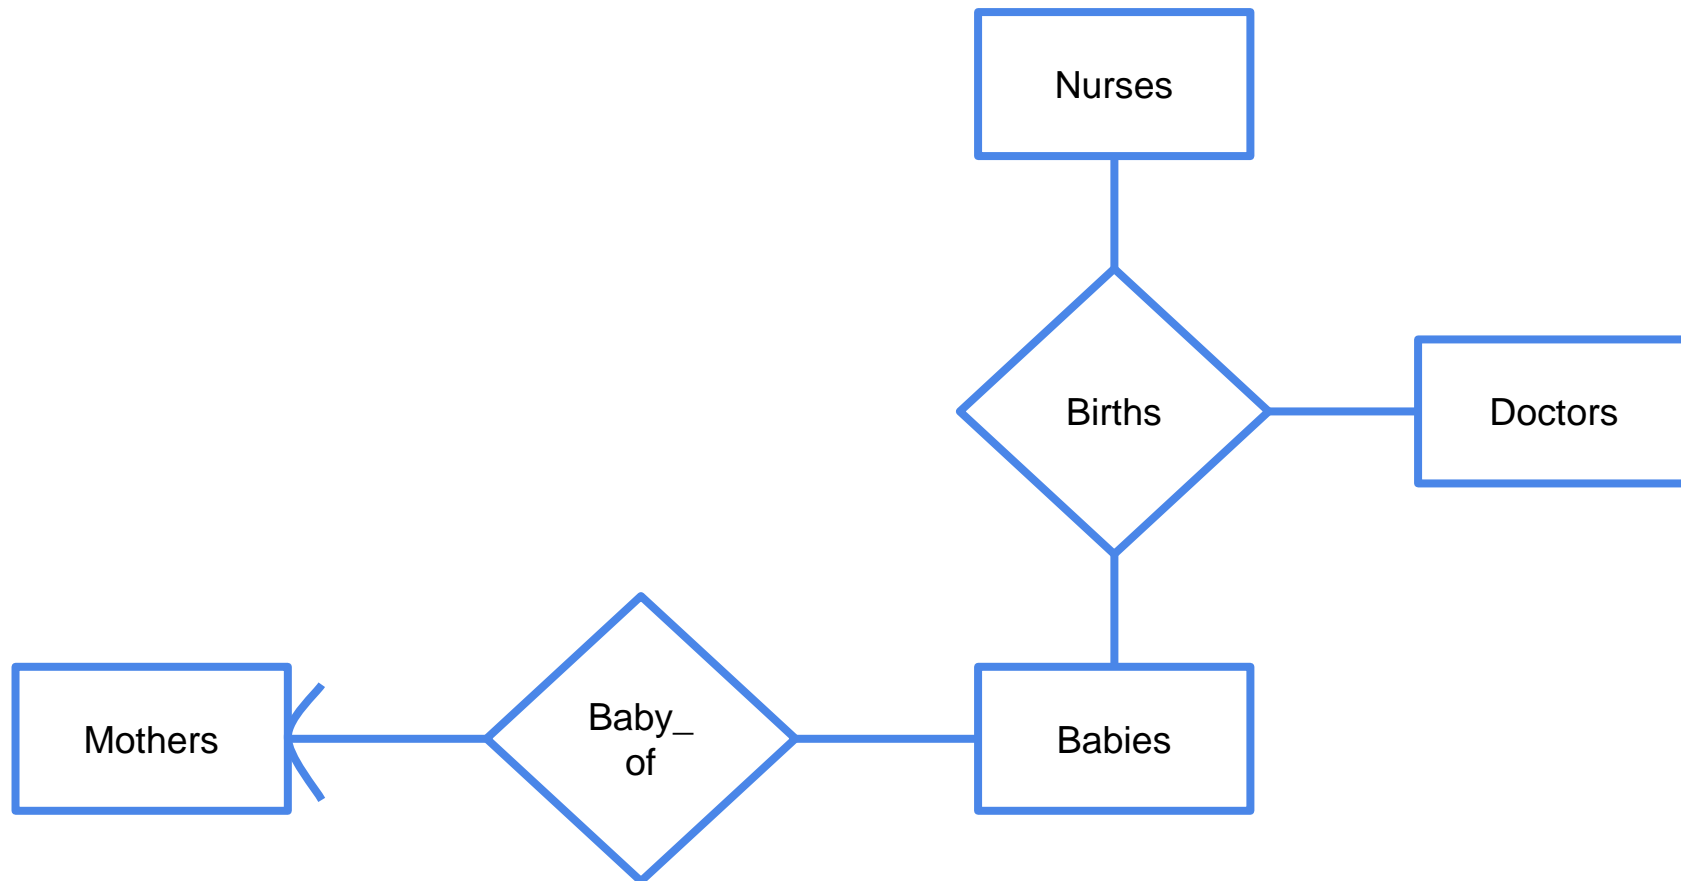 Nurses
Births
Doctors
Mothers
Baby_
of
Babies